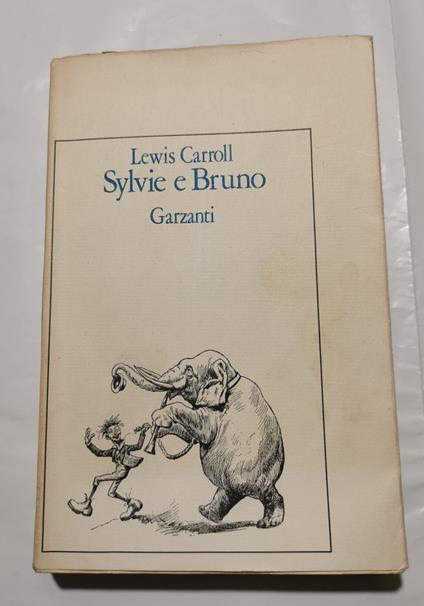 Lewis Carroll
Sylvie e Bruno
Garzanti